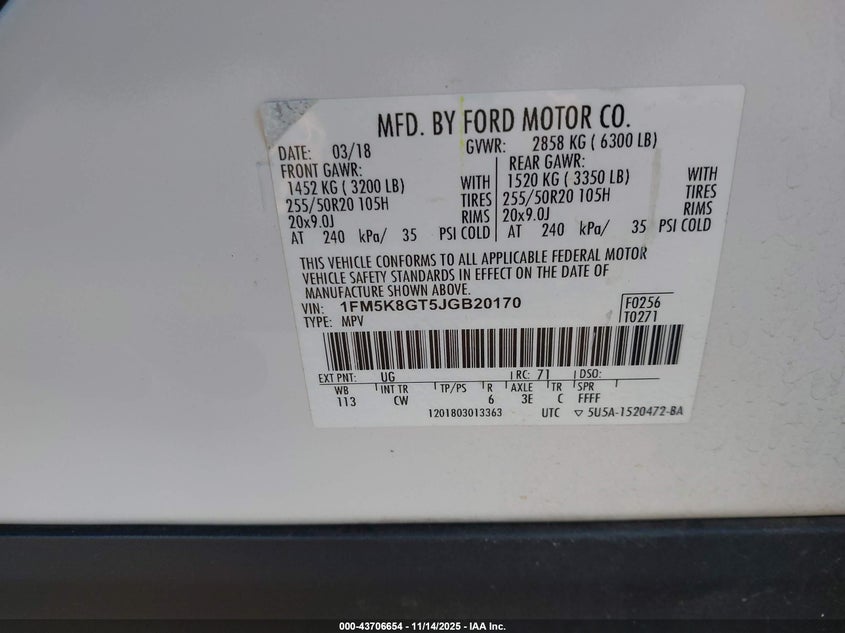 MFD. BY FORD MOTOR CO.
DATE: 03/18 GVWR: 2858 KG ( 6300 LB)
FRONT GAWR: REAR GAWR:
1452 KG ( 3200 LB) WITH 1520 KG ( 3350 LB) WITH
255/50R20 105H TIRES 255/50R20 105H TIRES
20x9.0J RIMS 20x9.0J RIMS
AT 240 kPa/ 35 PSI COLD AT 240 kPa/ 35 PSI COLD
THIS VEHICLE CONFORMS TO ALL APPLICABLE FEDERAL MOTOR
VEHICLE SAFETY STANDARDS IN EFFECT ON THE DATE OF
MANUFACTURE SHOWN ABOVE.
VIN: 1FM5K8GT5JGB20170 F0256
TYPE: MPV T0271
EXT PNT: UG RC: 71 DSO:
WB INT TR TP/PS R AXLE TR SPR
113 CW 6 3E C FFFF
1201803013363 UTC ▽ 5U5A-1520472-BA
000-43706654 • 11/14/2025 • IAA Inc.